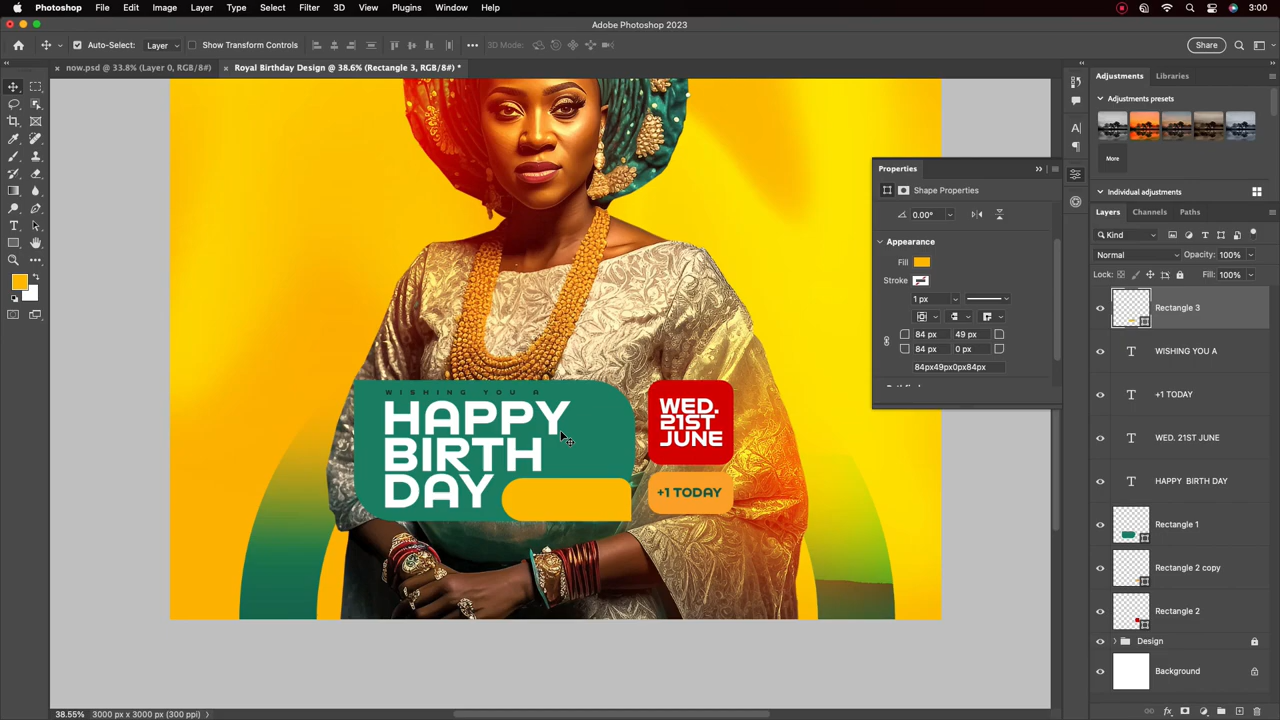 Photoshop File Edit Image Layer Type Select Filter 3D View Plugins Window Help 3:00
Adobe Photoshop 2023
Auto-Select: Layer Show Transform Controls 3D Mode: Share
now.psd @ 33.8% (Layer 0, RGB/8#) Royal Birthday Design @ 38.6% (Rectangle 3, RGB/8#) *
Adjustments Libraries
Adjustments presets
More
Individual adjustments
Properties
Shape Properties
0.00°
Appearance
Fill
Stroke
1 px
84 px 49 px
84 px 0 px
84px49px0px84px
Layers Channels Paths
Kind
Normal Opacity: 100%
Lock: Fill: 100%
Rectangle 3
WISHING YOU A
+1 TODAY
WED. 21ST JUNE
HAPPY BIRTH DAY
Rectangle 1
Rectangle 2 copy
Rectangle 2
Design
Background
WISHING YOU A
HAPPY
BIRTH
DAY
WED.
21ST
JUNE
+1 TODAY
38.55% 3000 px x 3000 px (300 ppi)